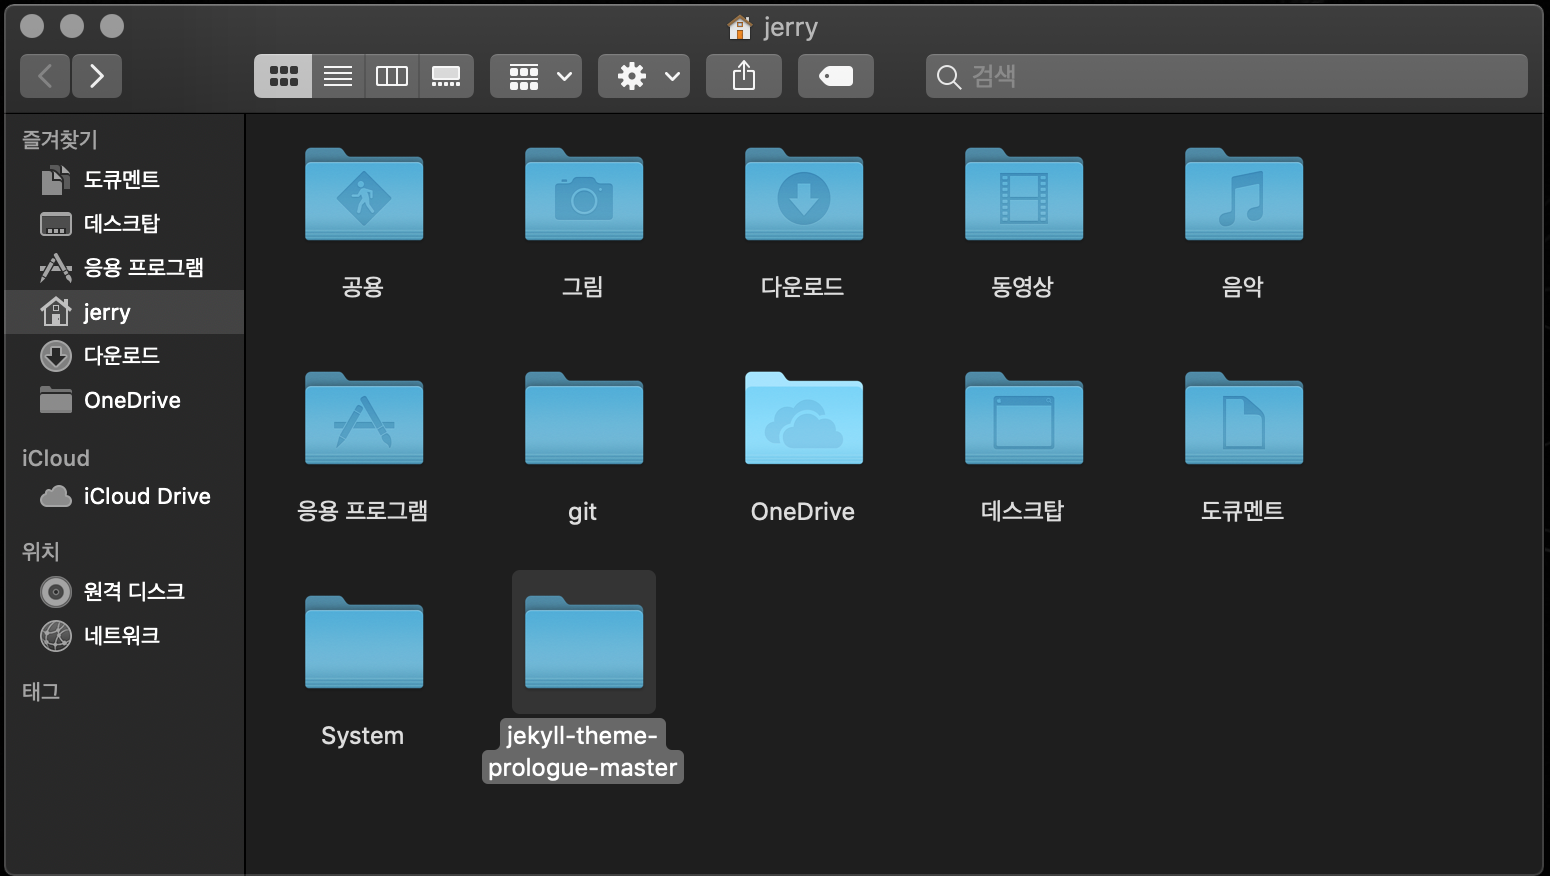 jerry
검색
즐겨찾기
도큐멘트
데스크탑
응용 프로그램
jerry
다운로드
OneDrive
iCloud
iCloud Drive
위치
원격 디스크
네트워크
태그
공용
그림
다운로드
동영상
음악
응용 프로그램
git
OneDrive
데스크탑
도큐멘트
System
jekyll-theme-
prologue-master